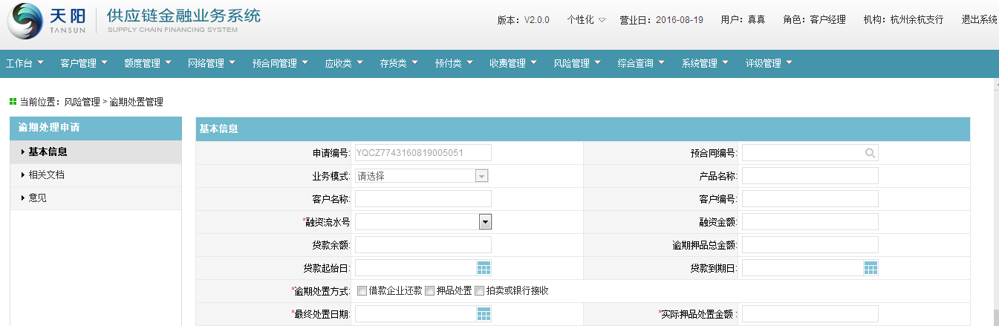 天阳 TANSUN 供应链金融业务系统 SUPPLY CHAIN FINANCING SYSTEM
版本：V2.0.0 个性化 营业日：2016-08-19 用户：真真 角色：客户经理 机构：杭州余杭支行 退出系统
工作台 客户管理 额度管理 网络管理 预合同管理 应收类 存货类 预付类 收费管理 风险管理 综合查询 系统管理 评级管理
当前位置：风险管理 > 逾期处置管理
逾期处理申请
基本信息
相关文档
意见
基本信息
申请编号: YQCZ7743160819005051 预合同编号:
业务模式: 请选择 产品名称:
客户名称: 客户编号:
*融资流水号 融资金额:
贷款余额: 逾期押品总金额:
贷款起始日: 贷款到期日:
*逾期处置方式: 借款企业还款 押品处置 拍卖或银行接收
*最终处置日期: *实际押品处置金额: